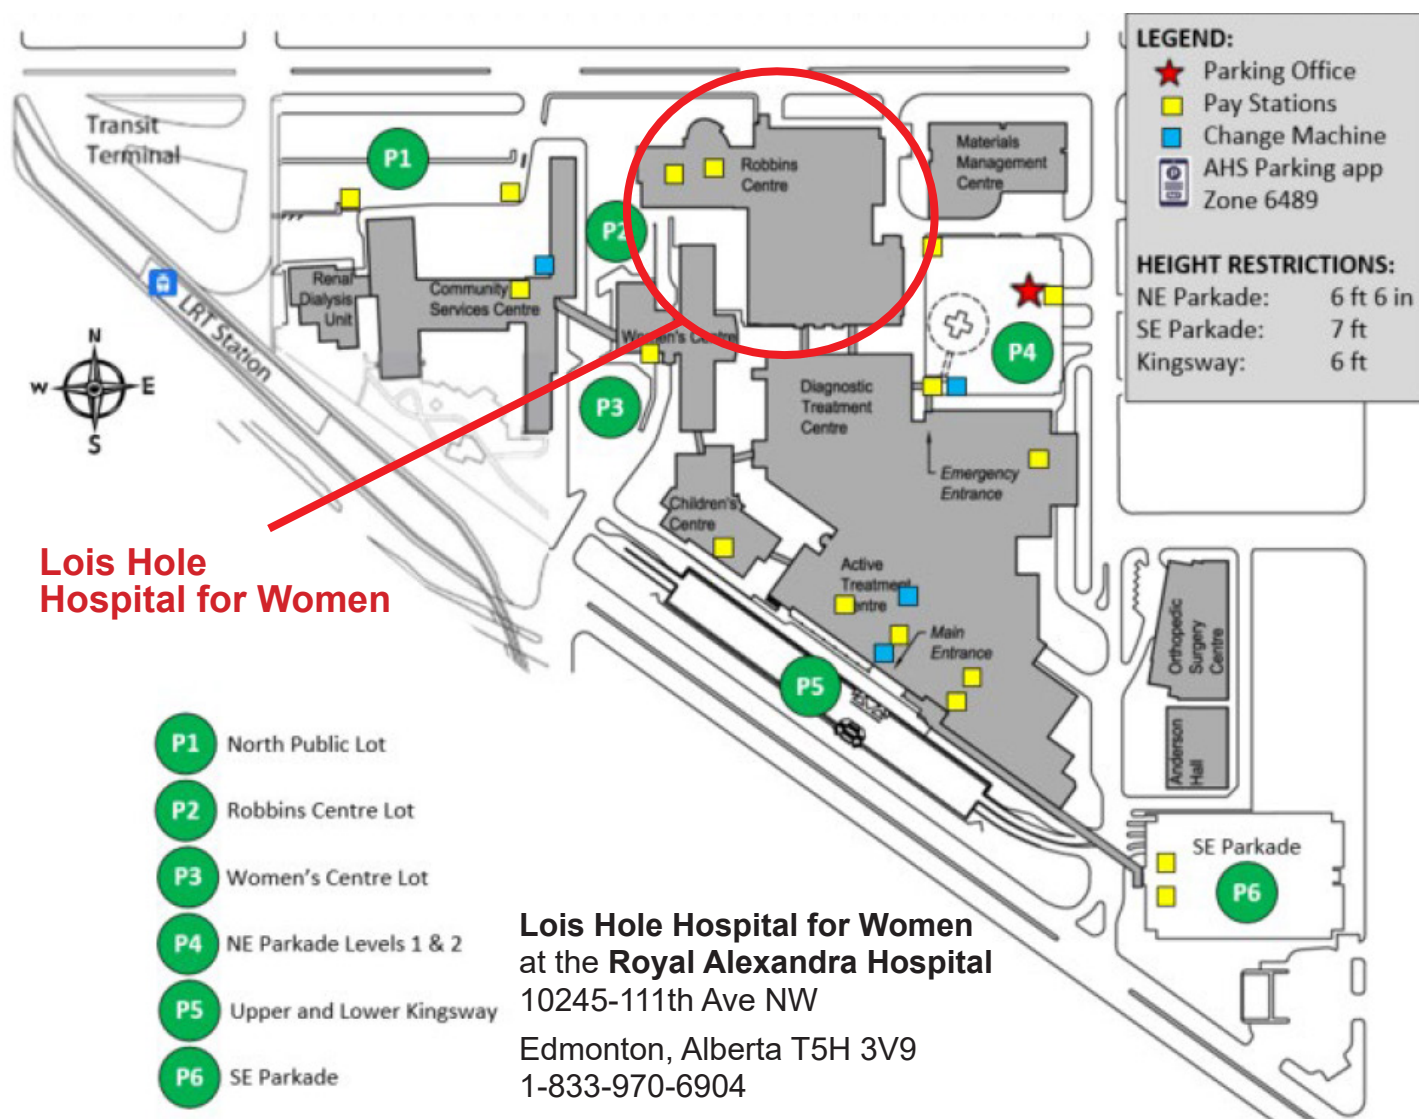 LEGEND:
Parking Office
Pay Stations
Change Machine
AHS Parking app
Zone 6489
HEIGHT RESTRICTIONS:
NE Parkade: 6 ft 6 in
SE Parkade: 7 ft
Kingsway: 6 ft
Transit
Terminal
P1
Robbins
Centre
Materials
Management
Centre
P2
Renal
Dialysis
Unit
Community
Services Centre
LRT Station
Women's Centre
P4
N
W
E
S
P3
Diagnostic
Treatment
Centre
Emergency
Entrance
Children's
Centre
Lois Hole
Hospital for Women
Active
Treatment
Centre
Main
Entrance
Orthopedic
Surgery
Centre
P5
Anderson
Hall
SE Parkade
P6
P1 North Public Lot
P2 Robbins Centre Lot
P3 Women's Centre Lot
P4 NE Parkade Levels 1 & 2
P5 Upper and Lower Kingsway
P6 SE Parkade
Lois Hole Hospital for Women
at the Royal Alexandra Hospital
10245-111th Ave NW
Edmonton, Alberta T5H 3V9
1-833-970-6904